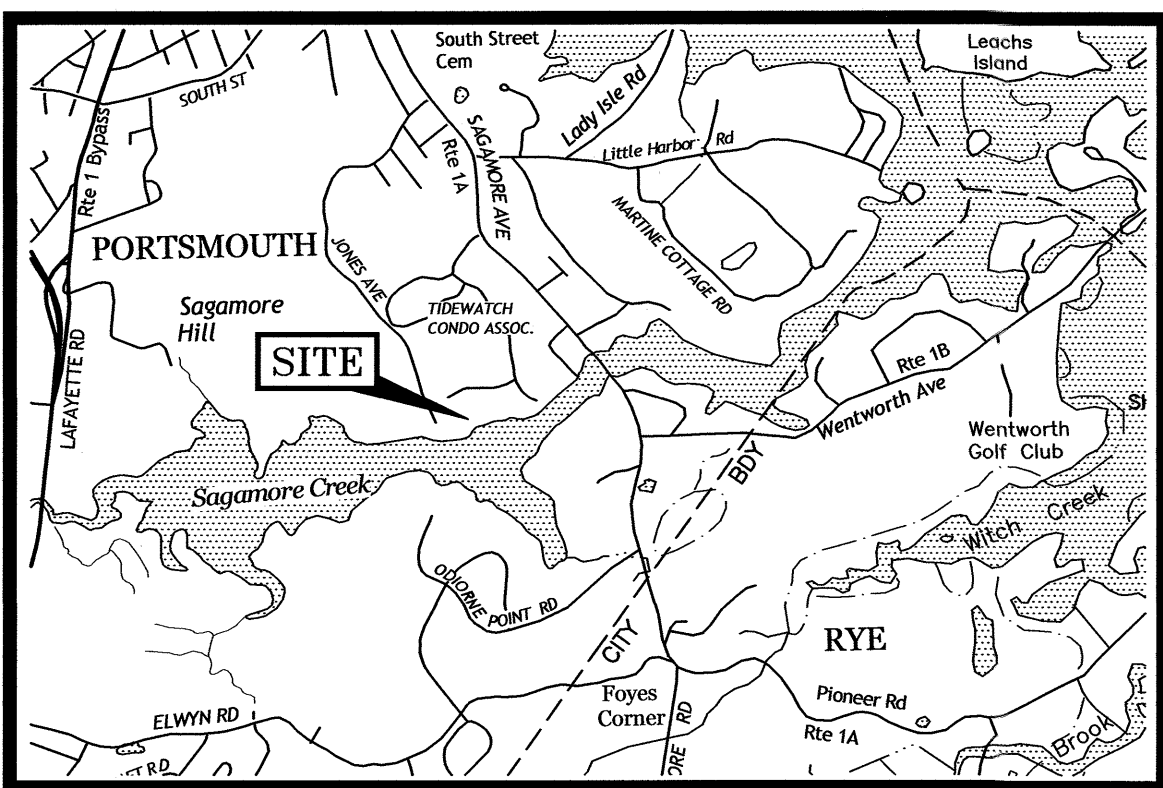 South Street
Cem
Leachs
Island
SOUTH ST
Rte 1 Bypass
Lady Isle Rd
SAGAMORE AVE
Rte 1A
Little Harbor Rd
MARTINE COTTAGE RD
PORTSMOUTH
JONES AVE
Sagamore
Hill
TIDEWATCH
CONDO ASSOC.
SITE
LAFAYETTE RD
Rte 1B
Wentworth Ave
Wentworth
Golf Club
BDY
Sagamore Creek
Witch Creek
ODIORNE POINT RD
CITY
RYE
Foyes
Corner
Pioneer Rd
ELWYN RD
Rte 1A
Brook
ORE RD